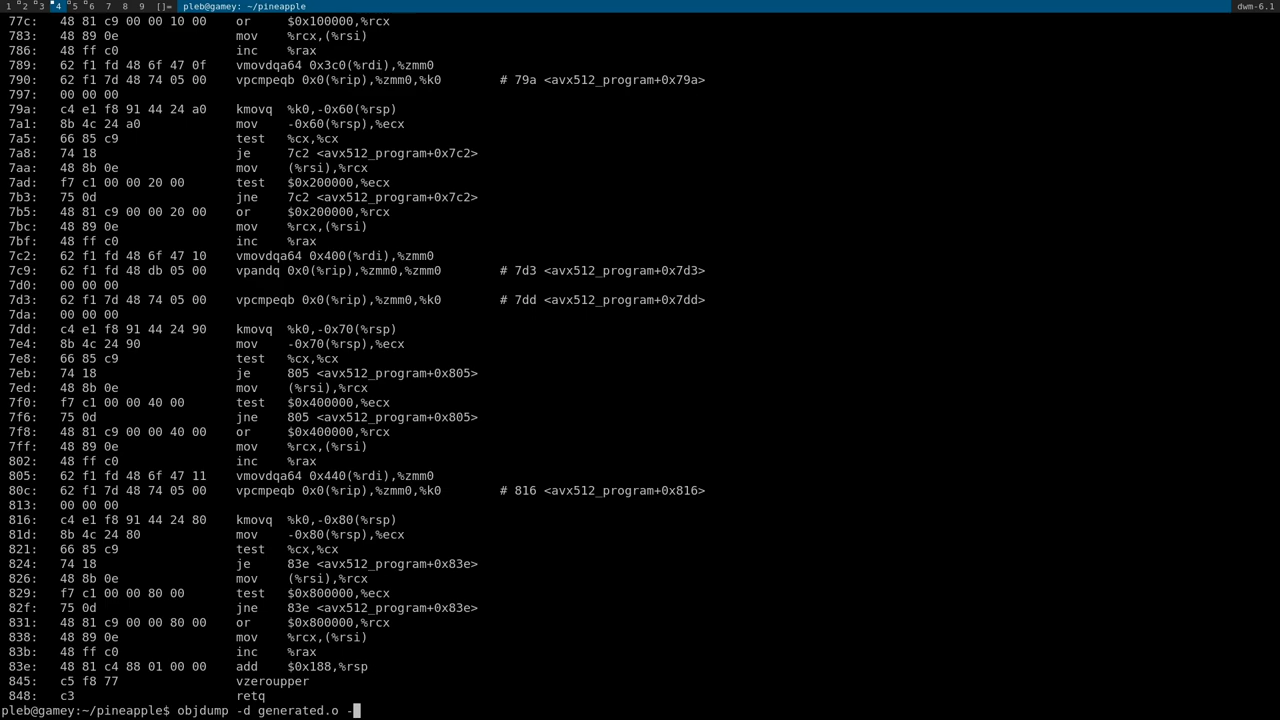 1 2 3 4 5 6 7 8 9 []= pleb@gamey: ~/pineapple dwm-6.1
77c: 48 81 c9 00 00 10 00 or $0x100000,%rcx
783: 48 89 0e mov %rcx,(%rsi)
786: 48 ff c0 inc %rax
789: 62 f1 fd 48 6f 47 0f vmovdqa64 0x3c0(%rdi),%zmm0
790: 62 f1 7d 48 74 05 00 vpcmpeqb 0x0(%rip),%zmm0,%k0 # 79a <avx512_program+0x79a>
797: 00 00 00
79a: c4 e1 f8 91 44 24 a0 kmovq %k0,-0x60(%rsp)
7a1: 8b 4c 24 a0 mov -0x60(%rsp),%ecx
7a5: 66 85 c9 test %cx,%cx
7a8: 74 18 je 7c2 <avx512_program+0x7c2>
7aa: 48 8b 0e mov (%rsi),%rcx
7ad: f7 c1 00 00 20 00 test $0x200000,%ecx
7b3: 75 0d jne 7c2 <avx512_program+0x7c2>
7b5: 48 81 c9 00 00 20 00 or $0x200000,%rcx
7bc: 48 89 0e mov %rcx,(%rsi)
7bf: 48 ff c0 inc %rax
7c2: 62 f1 fd 48 6f 47 10 vmovdqa64 0x400(%rdi),%zmm0
7c9: 62 f1 fd 48 db 05 00 vpandq 0x0(%rip),%zmm0,%zmm0 # 7d3 <avx512_program+0x7d3>
7d0: 00 00 00
7d3: 62 f1 7d 48 74 05 00 vpcmpeqb 0x0(%rip),%zmm0,%k0 # 7dd <avx512_program+0x7dd>
7da: 00 00 00
7dd: c4 e1 f8 91 44 24 90 kmovq %k0,-0x70(%rsp)
7e4: 8b 4c 24 90 mov -0x70(%rsp),%ecx
7e8: 66 85 c9 test %cx,%cx
7eb: 74 18 je 805 <avx512_program+0x805>
7ed: 48 8b 0e mov (%rsi),%rcx
7f0: f7 c1 00 00 40 00 test $0x400000,%ecx
7f6: 75 0d jne 805 <avx512_program+0x805>
7f8: 48 81 c9 00 00 40 00 or $0x400000,%rcx
7ff: 48 89 0e mov %rcx,(%rsi)
802: 48 ff c0 inc %rax
805: 62 f1 fd 48 6f 47 11 vmovdqa64 0x440(%rdi),%zmm0
80c: 62 f1 7d 48 74 05 00 vpcmpeqb 0x0(%rip),%zmm0,%k0 # 816 <avx512_program+0x816>
813: 00 00 00
816: c4 e1 f8 91 44 24 80 kmovq %k0,-0x80(%rsp)
81d: 8b 4c 24 80 mov -0x80(%rsp),%ecx
821: 66 85 c9 test %cx,%cx
824: 74 18 je 83e <avx512_program+0x83e>
826: 48 8b 0e mov (%rsi),%rcx
829: f7 c1 00 00 80 00 test $0x800000,%ecx
82f: 75 0d jne 83e <avx512_program+0x83e>
831: 48 81 c9 00 00 80 00 or $0x800000,%rcx
838: 48 89 0e mov %rcx,(%rsi)
83b: 48 ff c0 inc %rax
83e: 48 81 c4 88 01 00 00 add $0x188,%rsp
845: c5 f8 77 vzeroupper
848: c3 retq
pleb@gamey:~/pineapple$ objdump -d generated.o -